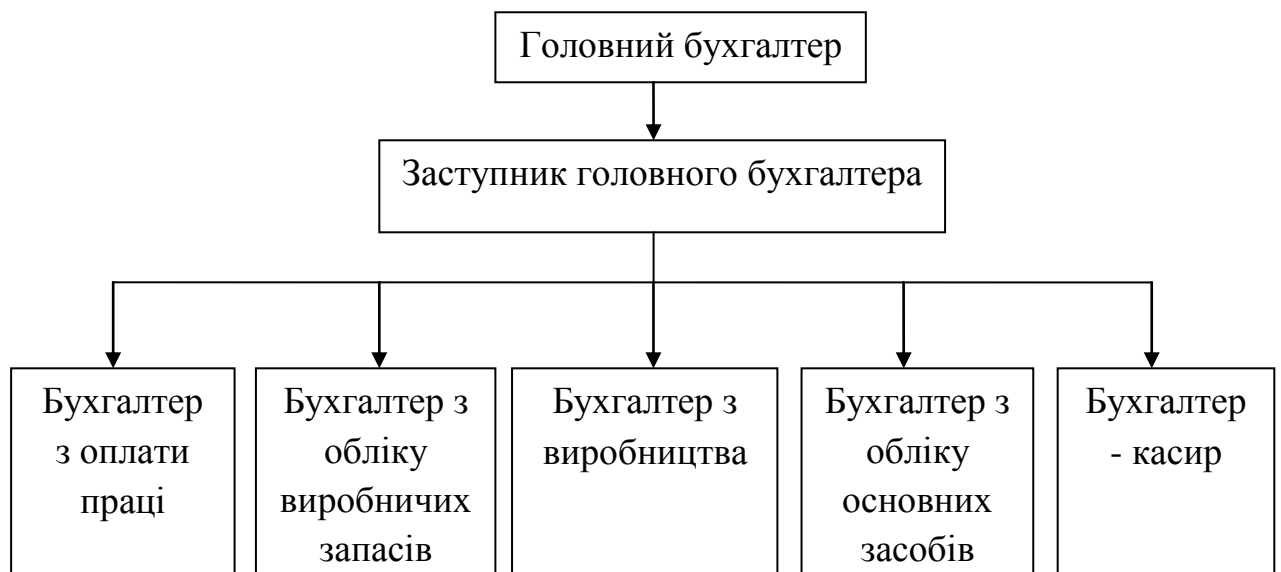 Головний бухгалтер
Заступник головного бухгалтера
Бухгалтер
з оплати
праці
Бухгалтер з
обліку
виробничих
запасів
Бухгалтер з
виробництва
Бухгалтер з
обліку
основних
засобів
Бухгалтер
- касир